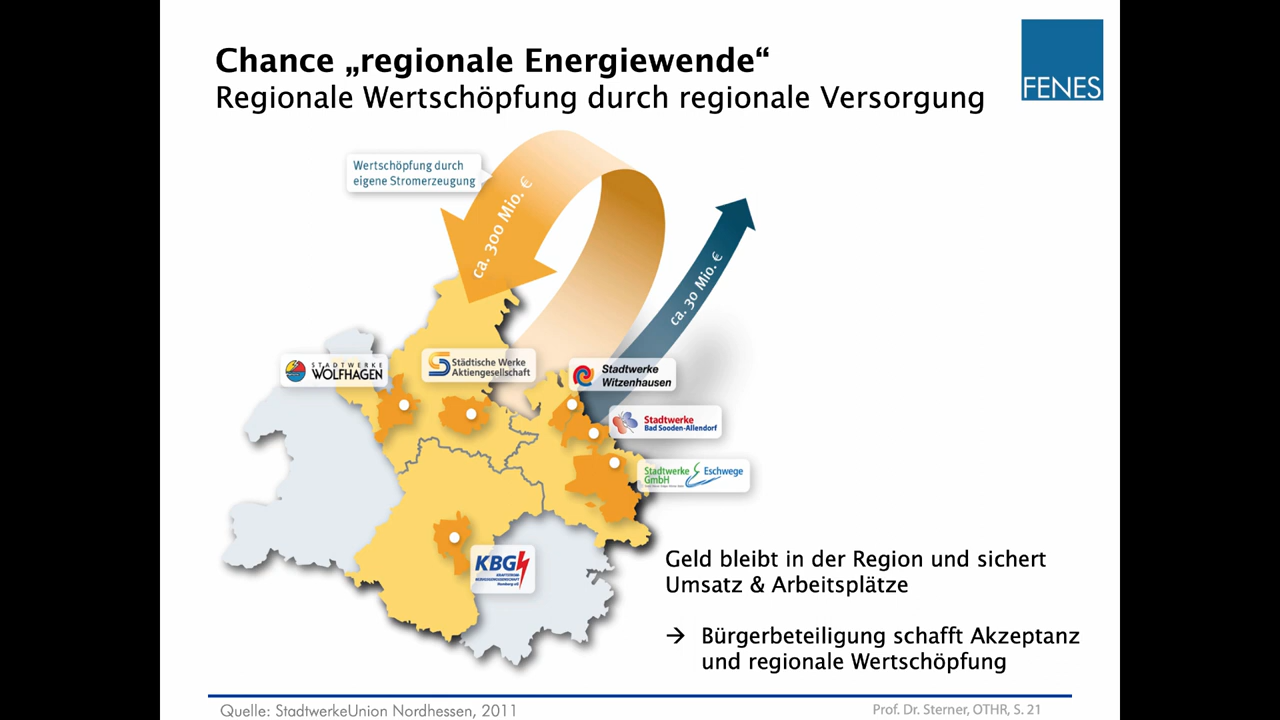 Chance „regionale Energiewende“
Regionale Wertschöpfung durch regionale Versorgung
FENES
Wertschöpfung durch
eigene Stromerzeugung
ca. 300 Mio. €
ca. 30 Mio. €
STADTWERKE
WOLFHAGEN
Städtische Werke
Aktiengesellschaft
Stadtwerke
Witzenhausen
Stadtwerke
Bad Sooden-Allendorf
Stadtwerke Eschwege
GmbH
KBG
Geld bleibt in der Region und sichert
Umsatz & Arbeitsplätze
→ Bürgerbeteiligung schafft Akzeptanz
und regionale Wertschöpfung
Quelle: StadtwerkeUnion Nordhessen, 2011
Prof. Dr. Sterner, OTHR, S. 21